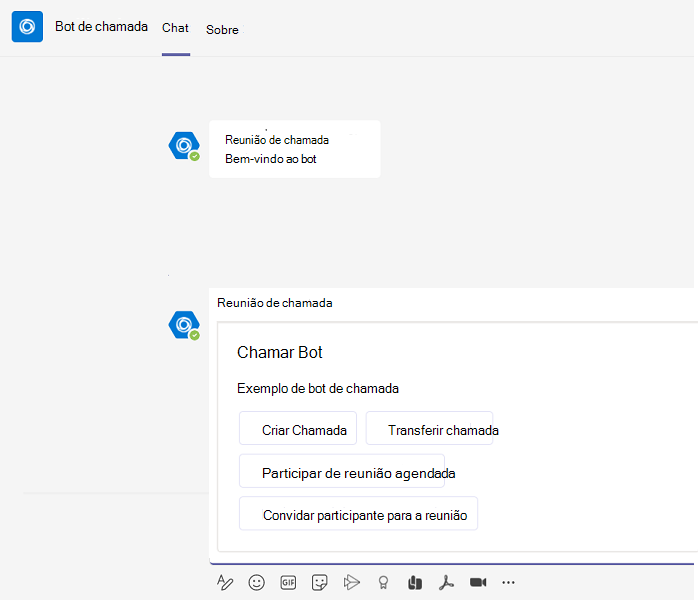 Bot de chamada Chat Sobre
Reunião de chamada
Bem-vindo ao bot
Reunião de chamada
Chamar Bot
Exemplo de bot de chamada
Criar Chamada Transferir chamada
Participar de reunião agendada
Convidar participante para a reunião
GIF